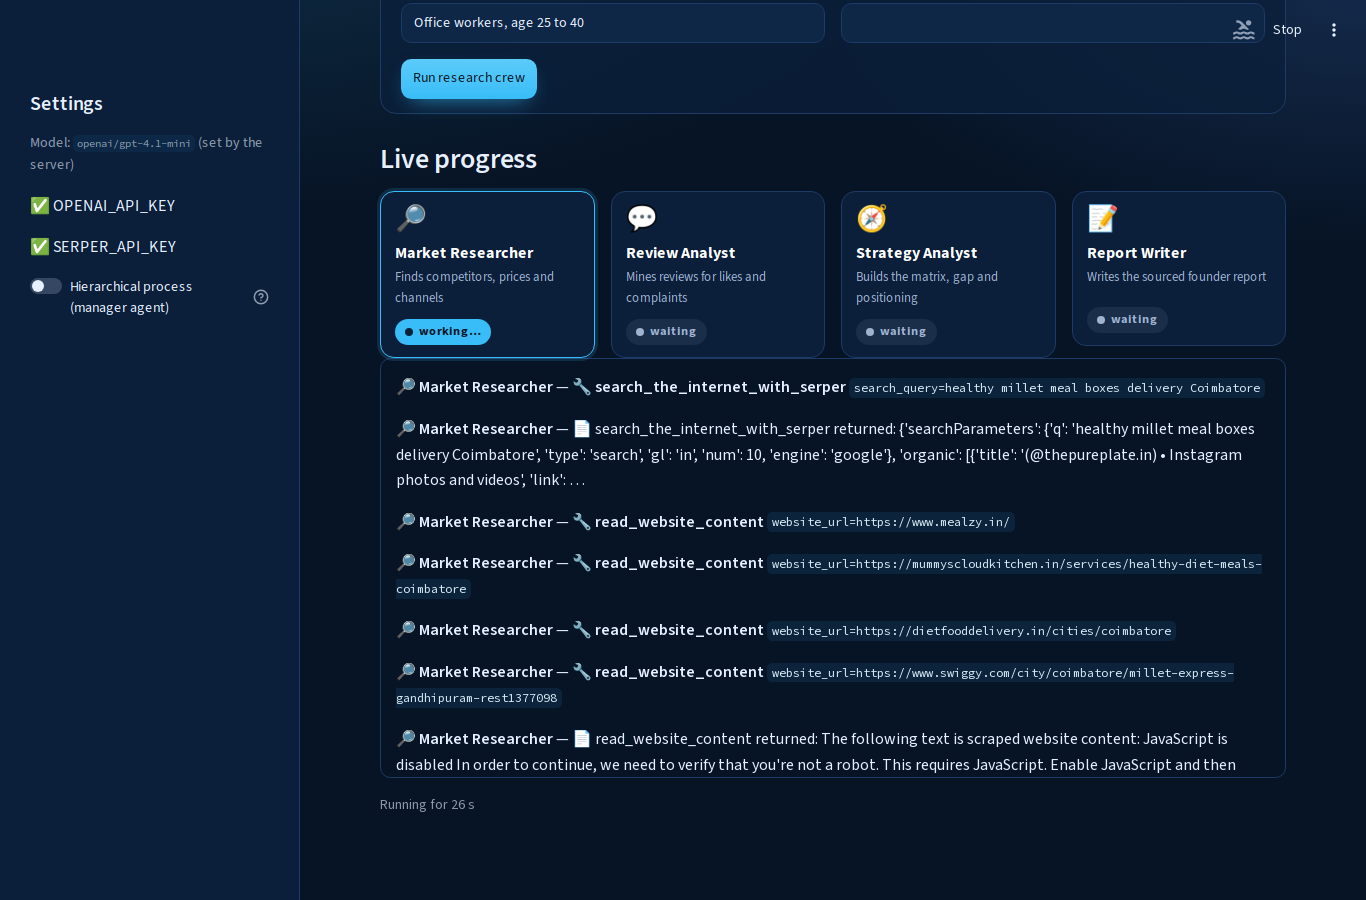 Office workers, age 25 to 40
Stop
Run research crew
Settings
Model: openai/gpt-4.1-mini (set by the
server)
✅ OPENAI_API_KEY
✅ SERPER_API_KEY
Hierarchical process
(manager agent)
Live progress
Market Researcher
Finds competitors, prices and
channels
working…
Review Analyst
Mines reviews for likes and
complaints
waiting
Strategy Analyst
Builds the matrix, gap and
positioning
waiting
Report Writer
Writes the sourced founder report
waiting
🔎 Market Researcher — 🔧 search_the_internet_with_serper search_query=healthy millet meal boxes delivery Coimbatore
🔎 Market Researcher — 📄 search_the_internet_with_serper returned: {'searchParameters': {'q': 'healthy millet meal boxes
delivery Coimbatore', 'type': 'search', 'gl': 'in', 'num': 10, 'engine': 'google'}, 'organic': [{'title': '(@thepureplate.in) • Instagram
photos and videos', 'link': …
🔎 Market Researcher — 🔧 read_website_content website_url=https://www.mealzy.in/
🔎 Market Researcher — 🔧 read_website_content website_url=https://mummyscloudkitchen.in/services/healthy-diet-meals-
coimbatore
🔎 Market Researcher — 🔧 read_website_content website_url=https://dietfooddelivery.in/cities/coimbatore
🔎 Market Researcher — 🔧 read_website_content website_url=https://www.swiggy.com/city/coimbatore/millet-express-
gandhipuram-rest1377098
🔎 Market Researcher — 📄 read_website_content returned: The following text is scraped website content: JavaScript is
disabled In order to continue, we need to verify that you're not a robot. This requires JavaScript. Enable JavaScript and then
Running for 26 s